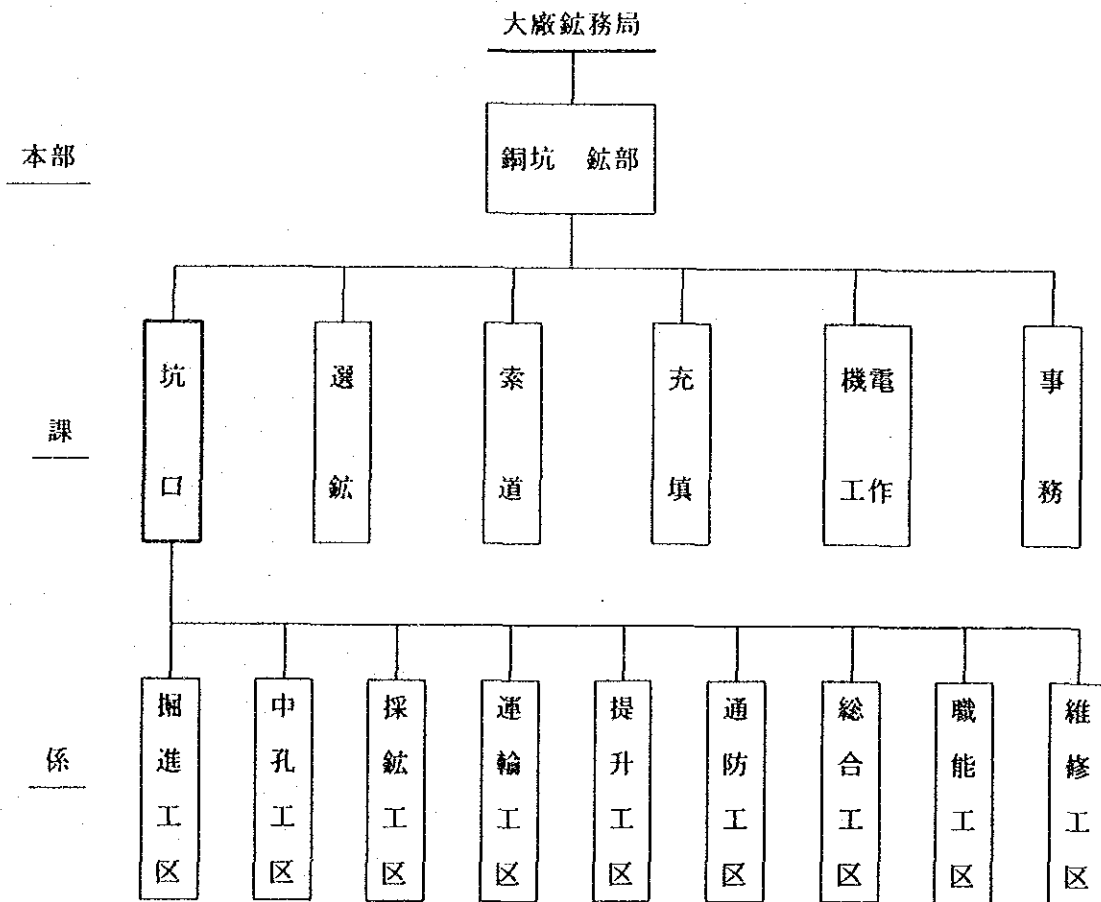 大廠鉱務局
本部
銅坑　鉱部
課
坑口
選鉱
索道
充填
機電工作
事務
係
掘進工区
中孔工区
採鉱工区
運輸工区
提升工区
通防工区
総合工区
職能工区
維修工区